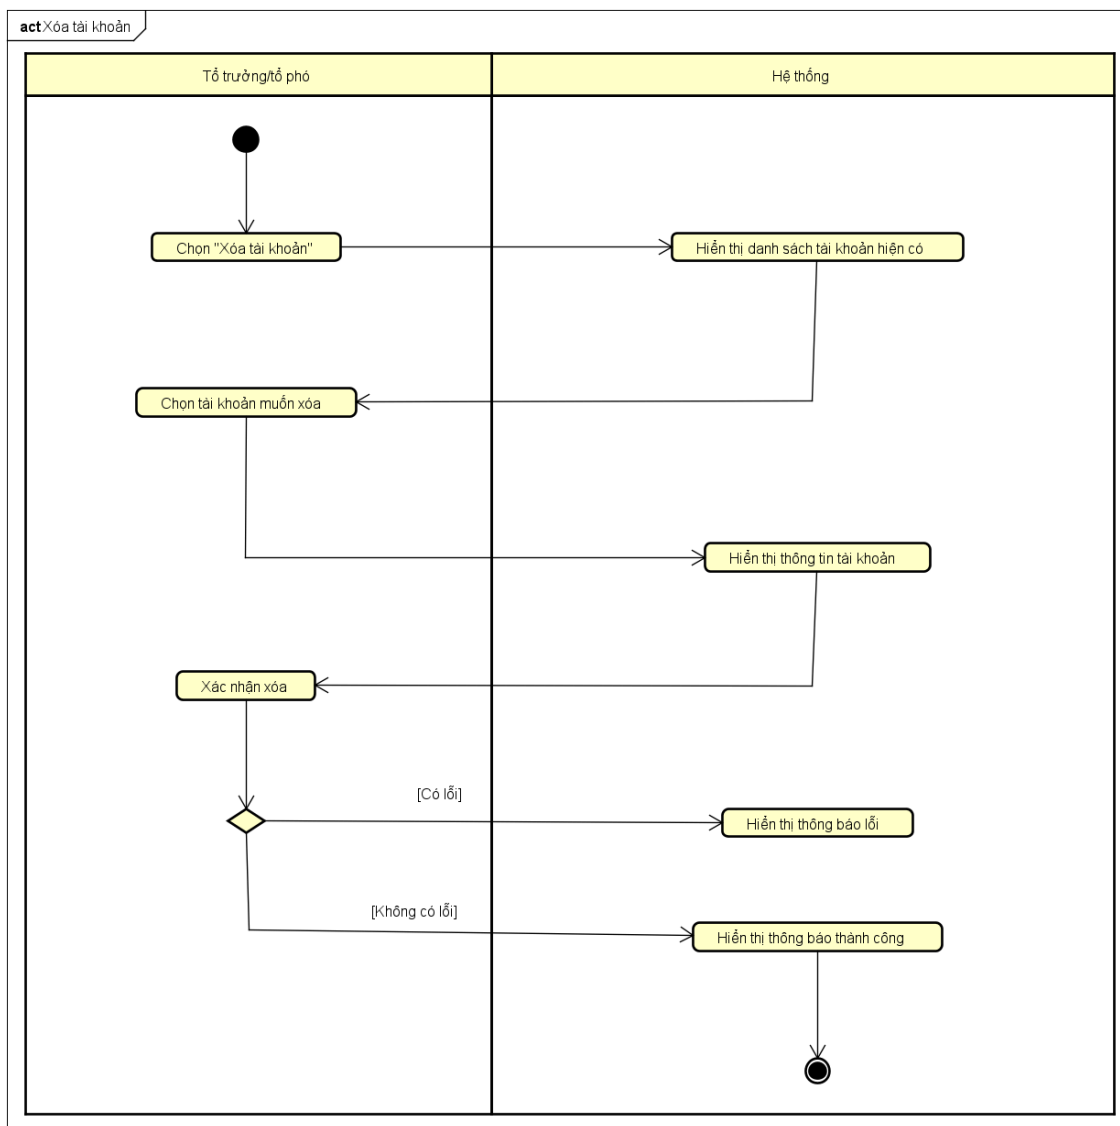 act Xóa tài khoản
Tổ trưởng/tổ phó
Hệ thống
Chọn "Xóa tài khoản"
Hiển thị danh sách tài khoản hiện có
Chọn tài khoản muốn xóa
Hiển thị thông tin tài khoản
Xác nhận xóa
[Có lỗi]
Hiển thị thông báo lỗi
[Không có lỗi]
Hiển thị thông báo thành công